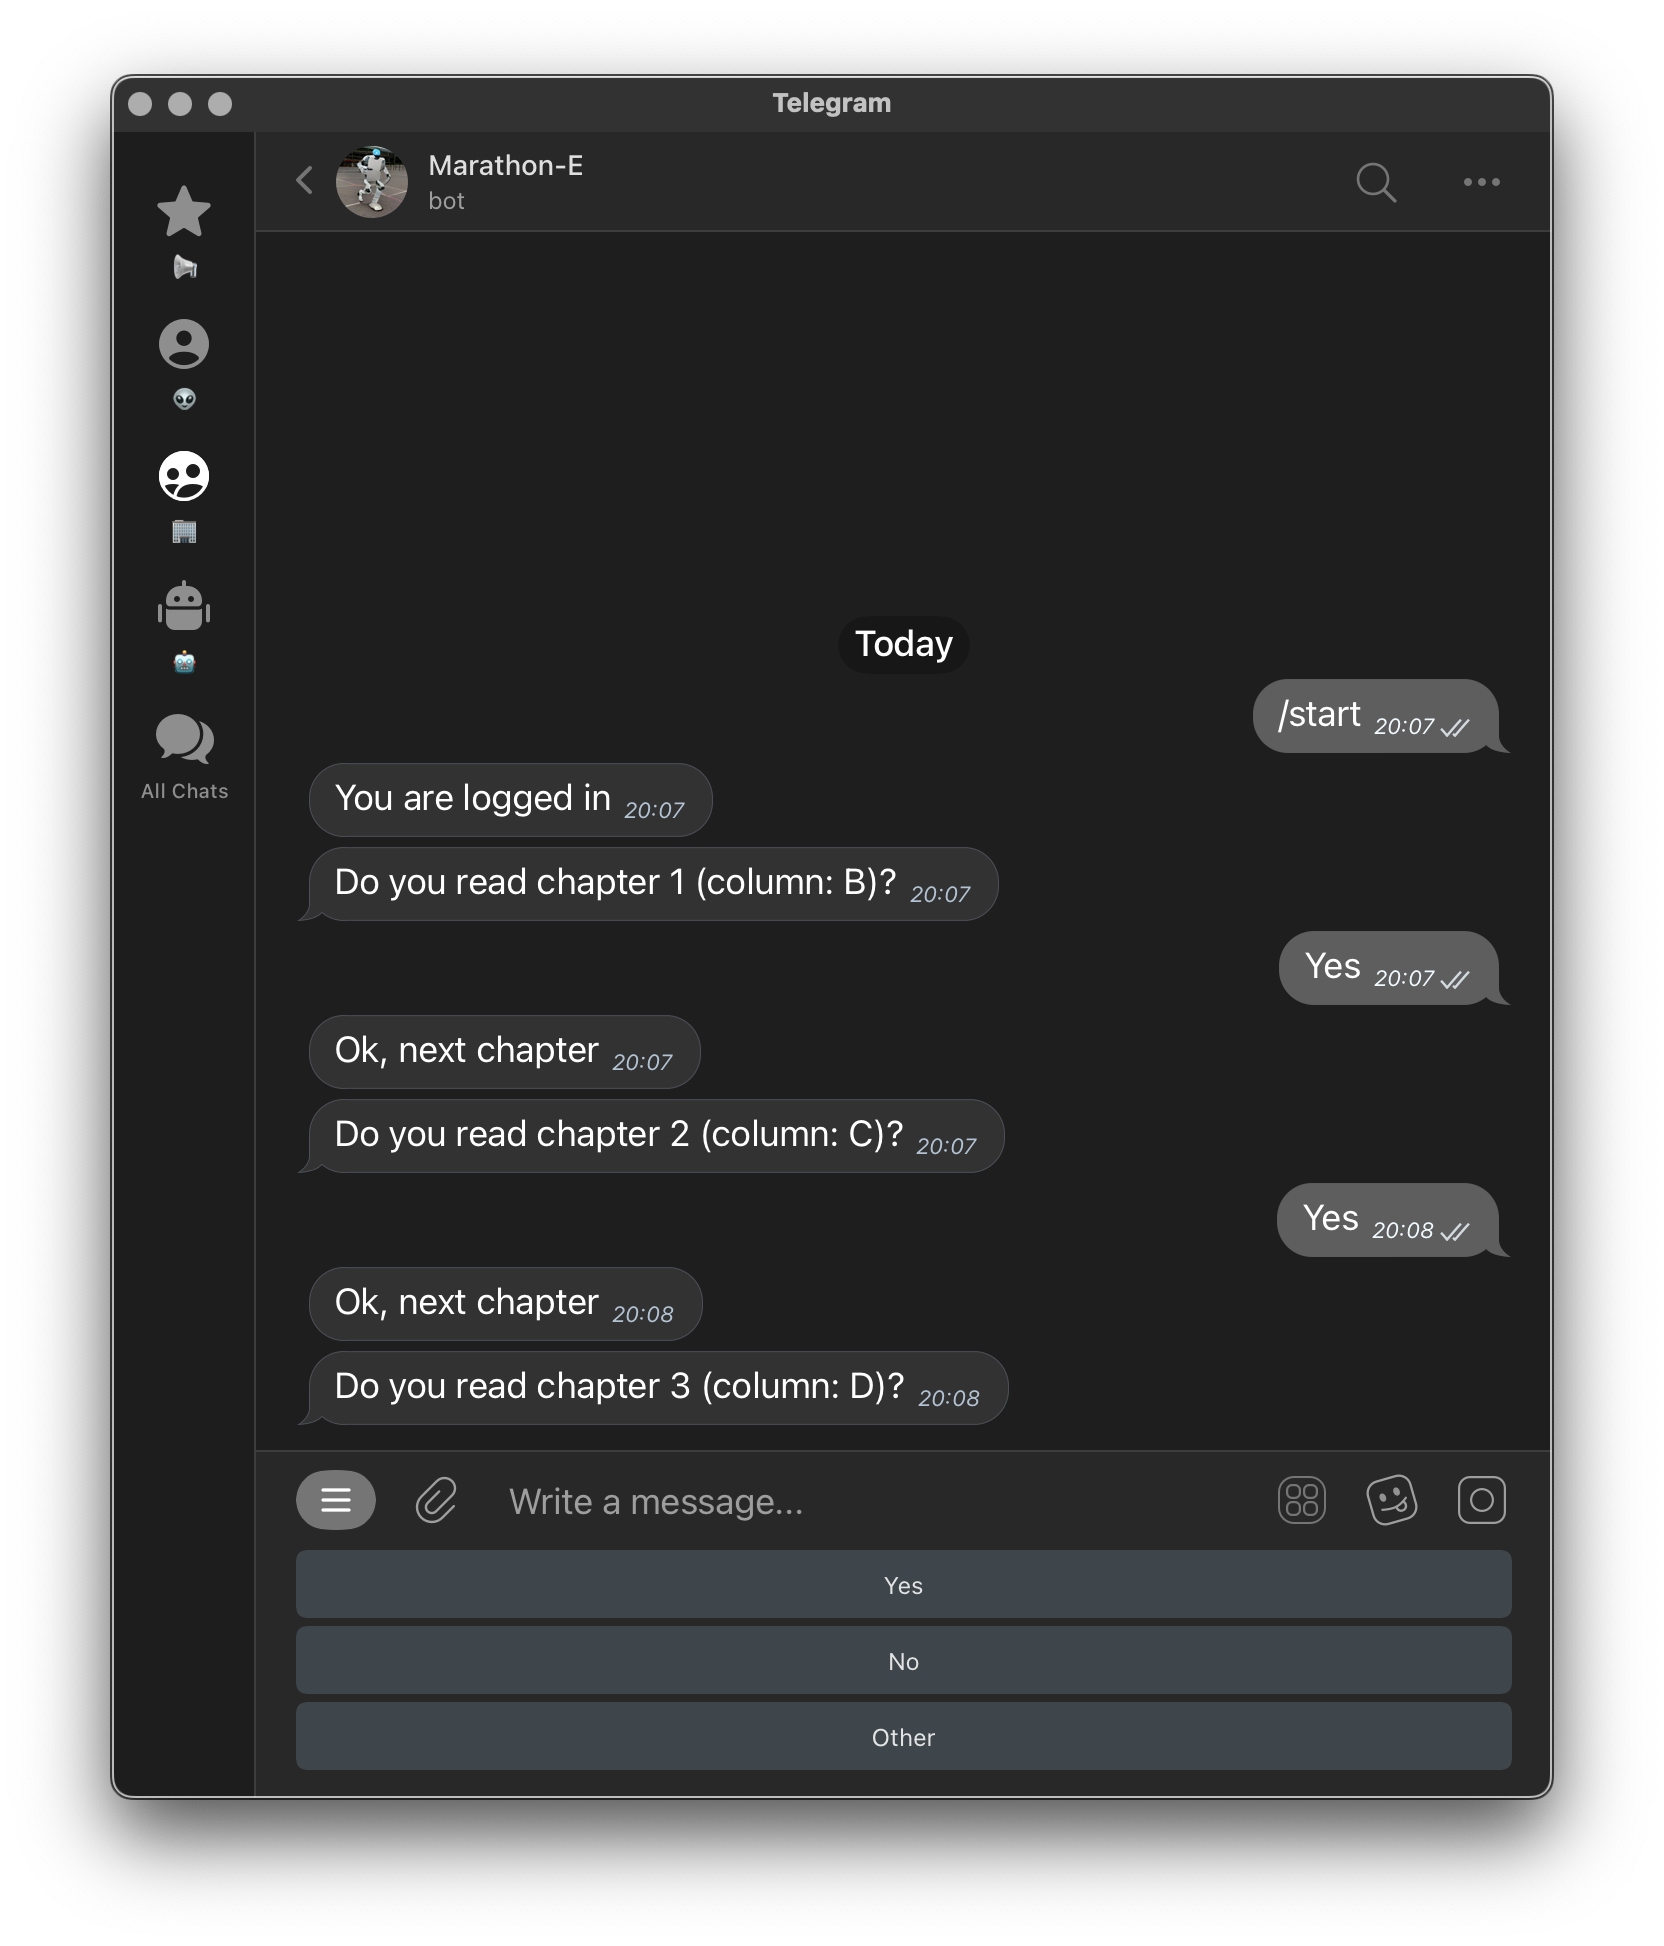 Telegram
Marathon-E
bot
All Chats
Today
/start 20:07
You are logged in 20:07
Do you read chapter 1 (column: B)? 20:07
Yes 20:07
Ok, next chapter 20:07
Do you read chapter 2 (column: C)? 20:07
Yes 20:08
Ok, next chapter 20:08
Do you read chapter 3 (column: D)? 20:08
Write a message...
Yes
No
Other